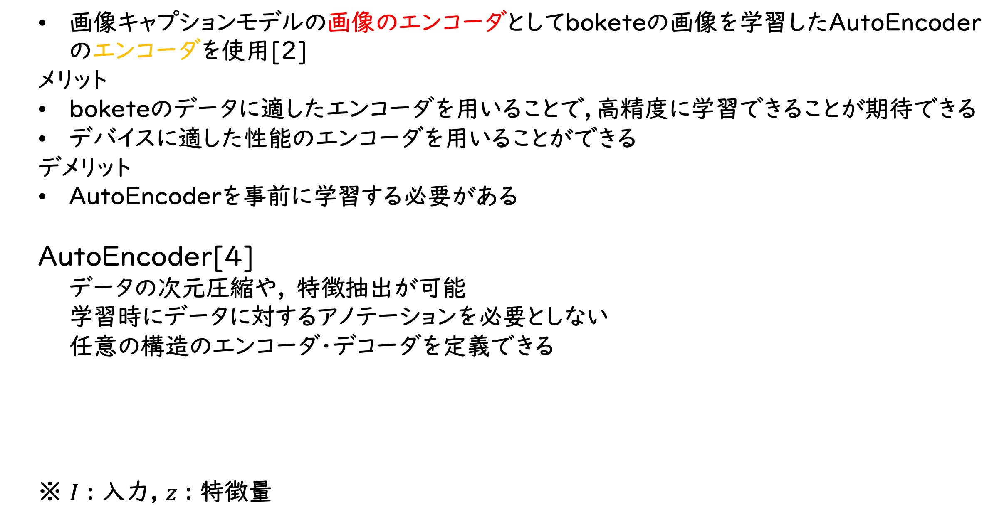 • 画像キャプションモデルの画像のエンコーダとしてboketeの画像を学習したAutoEncoder
のエンコーダを使用[2]
メリット
• boketeのデータに適したエンコーダを用いることで, 高精度に学習できることが期待できる
• デバイスに適した性能のエンコーダを用いることができる
デメリット
• AutoEncoderを事前に学習する必要がある
AutoEncoder[4]
データの次元圧縮や, 特徴抽出が可能
学習時にデータに対するアノテーションを必要としない
任意の構造のエンコーダ・デコーダを定義できる
※ I : 入力, z : 特徴量